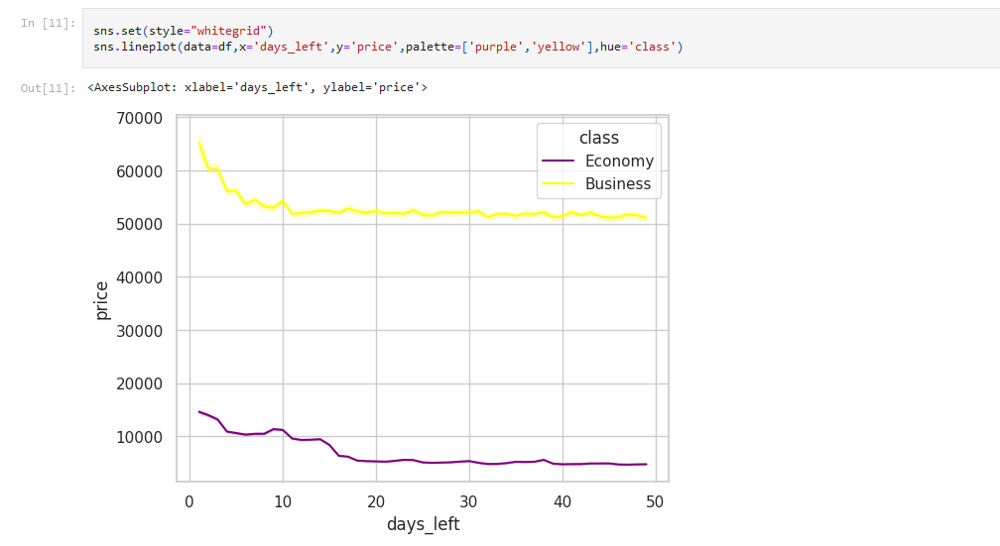 In [11]:
sns.set(style="whitegrid")
sns.lineplot(data=df,x='days_left',y='price',palette=['purple','yellow'],hue='class')
Out[11]: <AxesSubplot: xlabel='days_left', ylabel='price'>
70000
60000
50000
40000
30000
20000
10000
price
class
Economy
Business
0 10 20 30 40 50
days_left